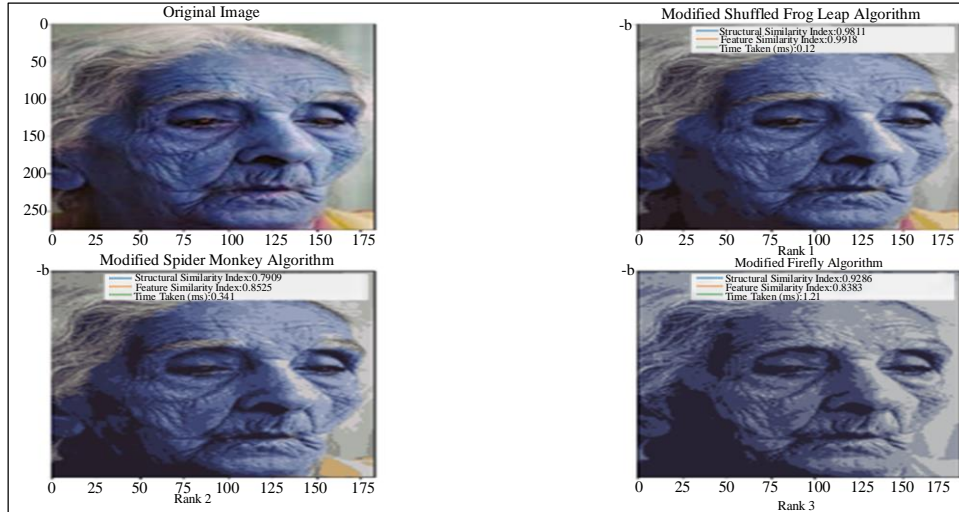 Original Image
0
50
100
150
200
250
0 25 50 75 100 125 150 175
Modified Shuffled Frog Leap Algorithm
-b
Structural Similarity Index:0.9811
Feature Similarity Index:0.9918
Time Taken (ms):0.12
0 25 50 75 100 125 150 175
Rank 1
Modified Spider Monkey Algorithm
-b
Structural Similarity Index:0.7909
Feature Similarity Index:0.8525
Time Taken (ms):0.341
0 25 50 75 100 125 150 175
Rank 2
Modified Firefly Algorithm
-b
Structural Similarity Index:0.9286
Feature Similarity Index:0.8383
Time Taken (ms):1.21
0 25 50 75 100 125 150 175
Rank 3